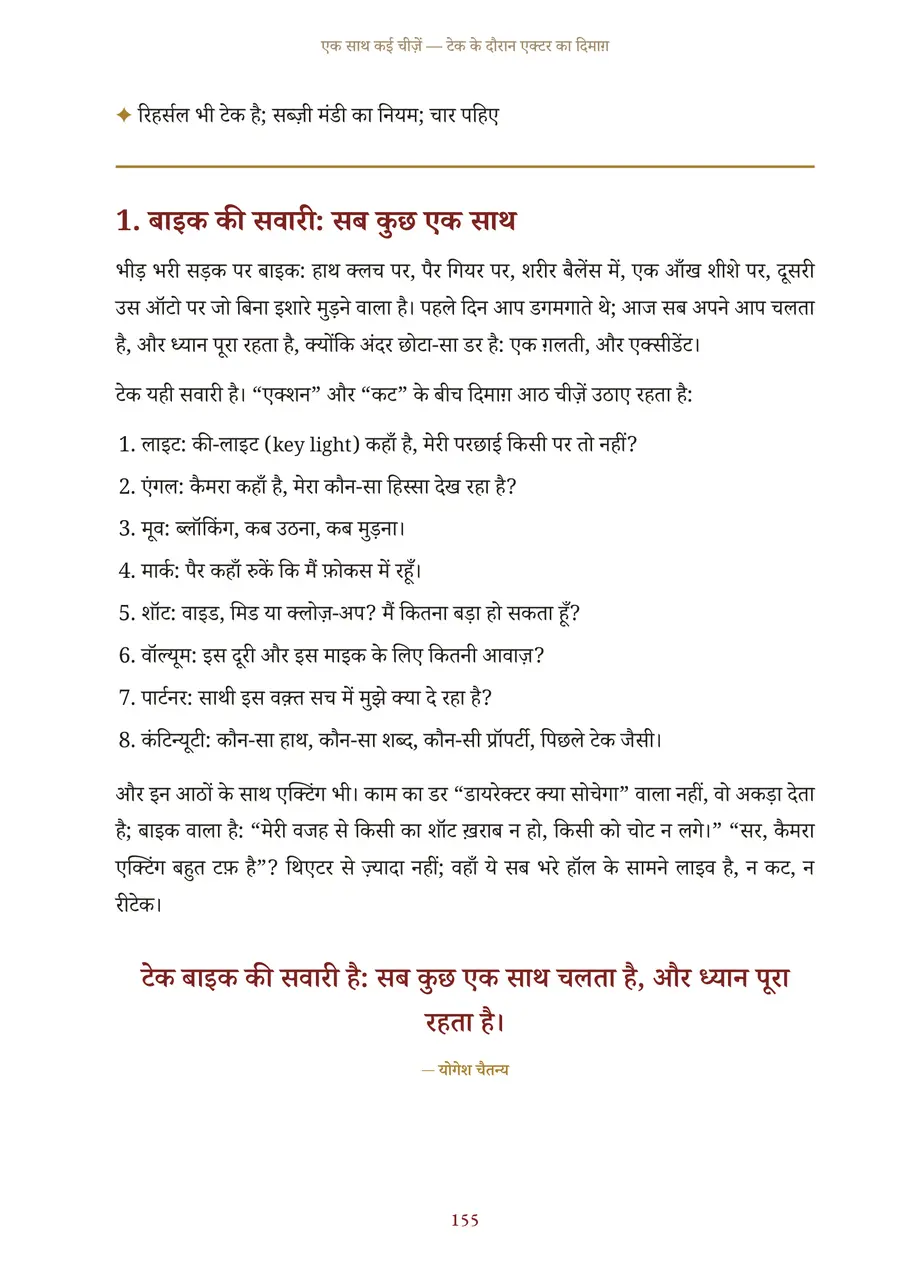 एक साथ कई चीज़ें — टेक के दौरान एक्टर का दिमाग़
✦ रिहर्सल भी टेक है; सब्ज़ी मंडी का नियम; चार पहिए
1. बाइक की सवारी: सब कुछ एक साथ
भीड़ भरी सड़क पर बाइक: हाथ क्लच पर, पैर गियर पर, शरीर बैलेंस में, एक आँख शीशे पर, दूसरी
उस ऑटो पर जो बिना इशारे मुड़ने वाला है। पहले दिन आप डगमगाते थे; आज सब अपने आप चलता
है, और ध्यान पूरा रहता है, क्योंकि अंदर छोटा-सा डर है: एक ग़लती, और एक्सीडेंट।
टेक यही सवारी है। “एक्शन” और “कट” के बीच दिमाग़ आठ चीज़ें उठाए रहता है:
1. लाइट: की-लाइट (key light) कहाँ है, मेरी परछाई किसी पर तो नहीं?
2. एंगल: कैमरा कहाँ है, मेरा कौन-सा हिस्सा देख रहा है?
3. मूव: ब्लॉकिंग, कब उठना, कब मुड़ना।
4. मार्क: पैर कहाँ रुकें कि मैं फ़ोकस में रहूँ।
5. शॉट: वाइड, मिड या क्लोज़-अप? मैं कितना बड़ा हो सकता हूँ?
6. वॉल्यूम: इस दूरी और इस माइक के लिए कितनी आवाज़?
7. पार्टनर: साथी इस वक़्त सच में मुझे क्या दे रहा है?
8. कंटिन्यूटी: कौन-सा हाथ, कौन-सा शब्द, कौन-सी प्रॉपर्टी, पिछले टेक जैसी।
और इन आठों के साथ एक्टिंग भी। काम का डर “डायरेक्टर क्या सोचेगा” वाला नहीं, वो अकड़ा देता
है; बाइक वाला है: “मेरी वजह से किसी का शॉट ख़राब न हो, किसी को चोट न लगे।” “सर, कैमरा
एक्टिंग बहुत टफ़ है”? थिएटर से ज़्यादा नहीं; वहाँ ये सब भरे हॉल के सामने लाइव है, न कट, न
रीटेक।
टेक बाइक की सवारी है: सब कुछ एक साथ चलता है, और ध्यान पूरा
रहता है।
— योगेश चैतन्य
155